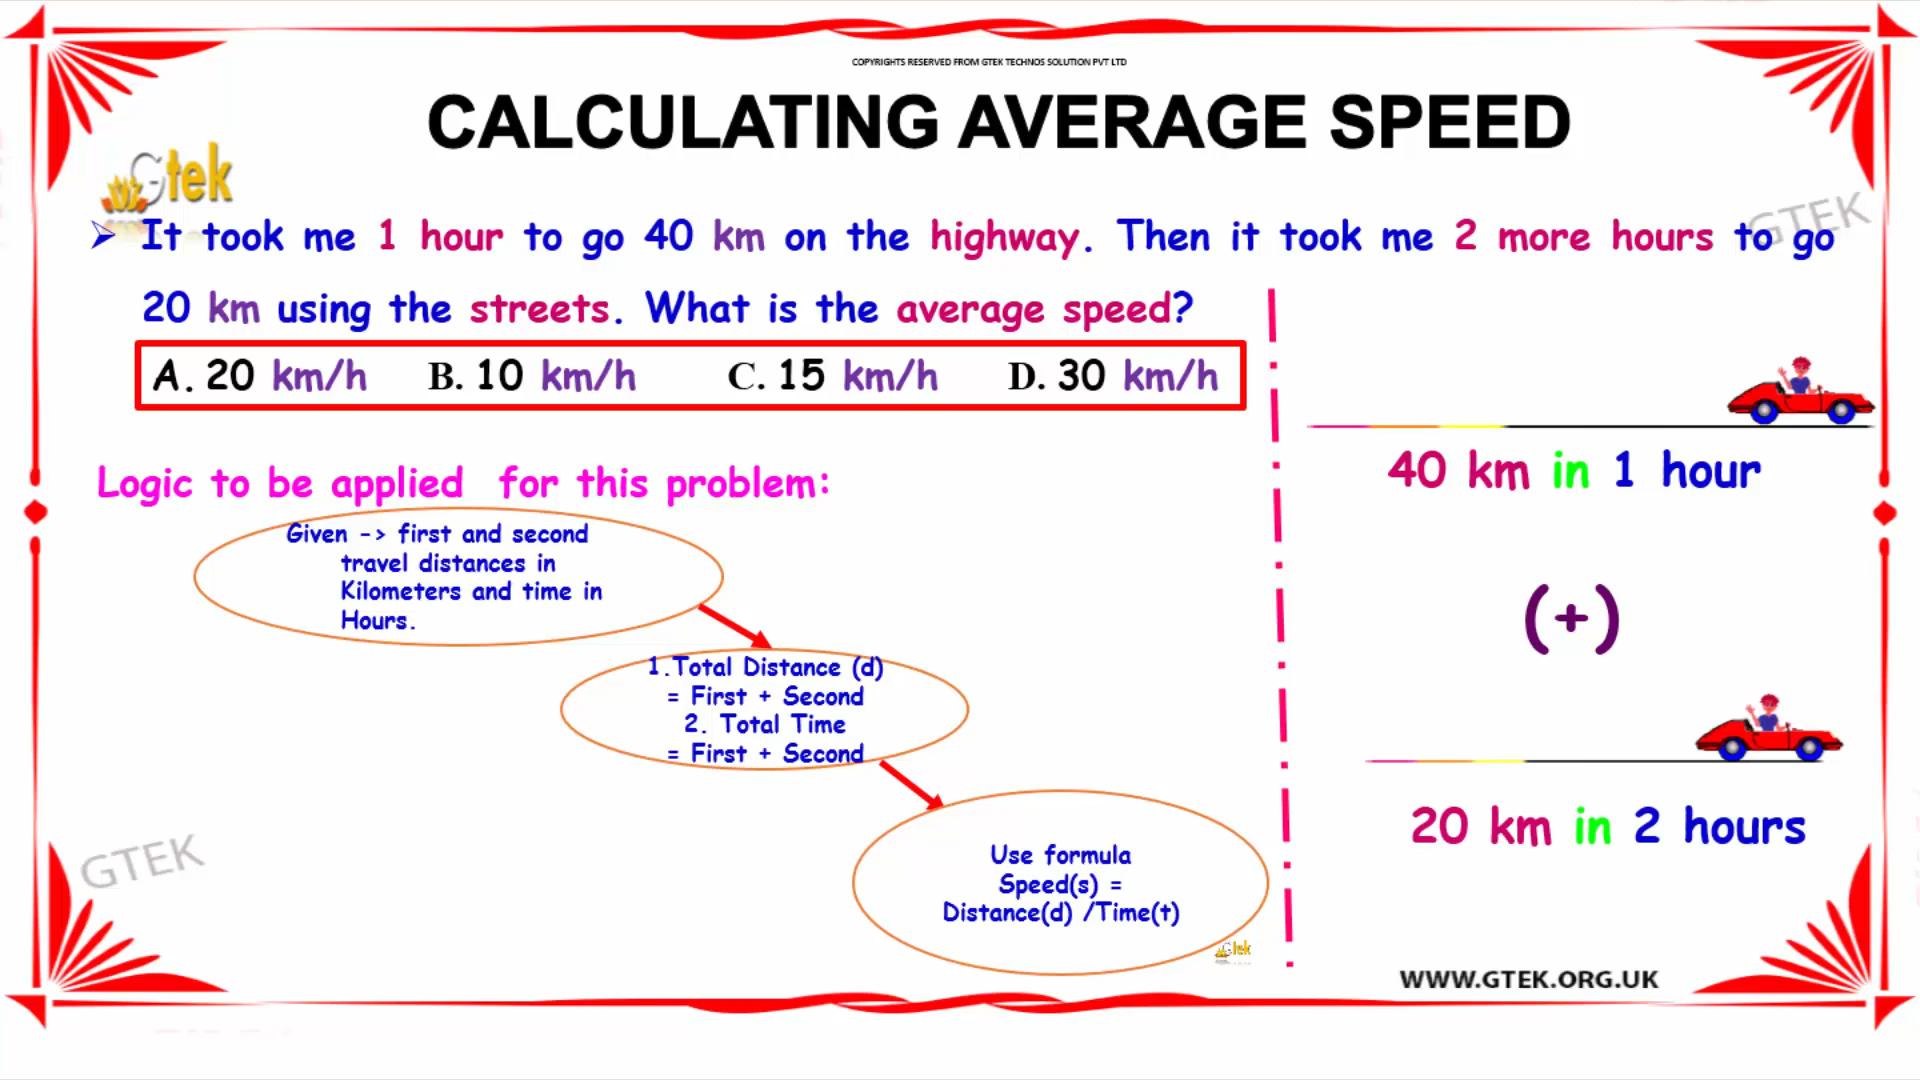 COPYRIGHTS RESERVED FROM GTEK TECHNOS SOLUTION PVT LTD
CALCULATING AVERAGE SPEED
Gtek
GTEK
➢ It took me 1 hour to go 40 km on the highway. Then it took me 2 more hours to go
20 km using the streets. What is the average speed?
A. 20 km/h B. 10 km/h C. 15 km/h D. 30 km/h
Logic to be applied for this problem:
Given -> first and second
travel distances in
Kilometers and time in
Hours.
1.Total Distance (d)
= First + Second
2. Total Time
= First + Second
Use formula
Speed(s) =
Distance(d) /Time(t)
Gtek
40 km in 1 hour
(+)
20 km in 2 hours
GTEK
WWW.GTEK.ORG.UK